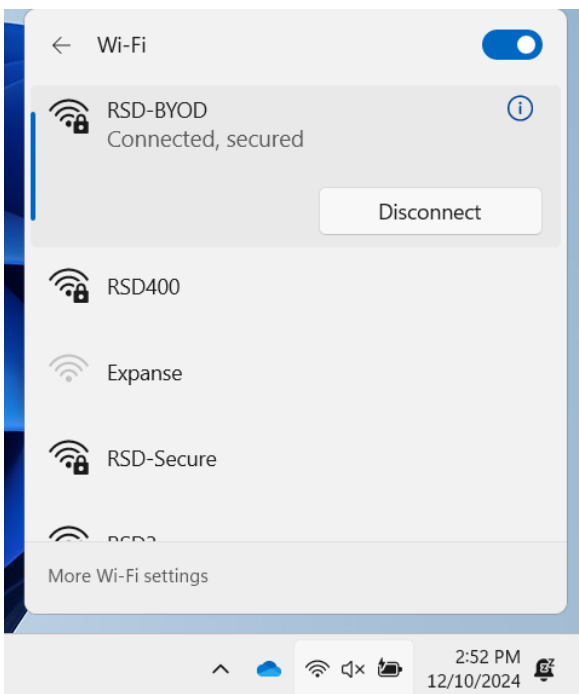 Wi-Fi
RSD-BYOD
Connected, secured
Disconnect
RSD400
Expanse
RSD-Secure
More Wi-Fi settings
2:52 PM
12/10/2024